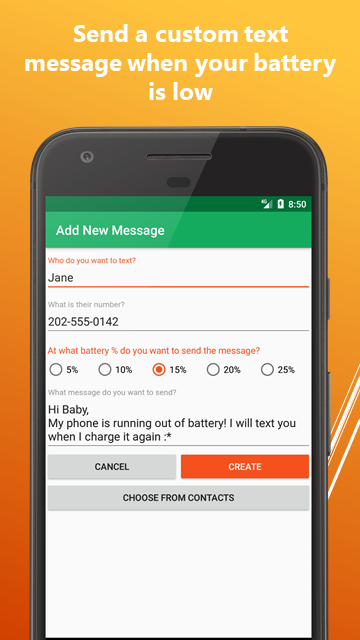 Send a custom text
message when your battery
is low
4G 8:50
Add New Message
Who do you want to text?
Jane
What is their number?
202-555-0142
At what battery % do you want to send the message?
5% 10% 15% 20% 25%
What message do you want to send?
Hi Baby,
My phone is running out of battery! I will text you
when I charge it again :*
CANCEL CREATE
CHOOSE FROM CONTACTS